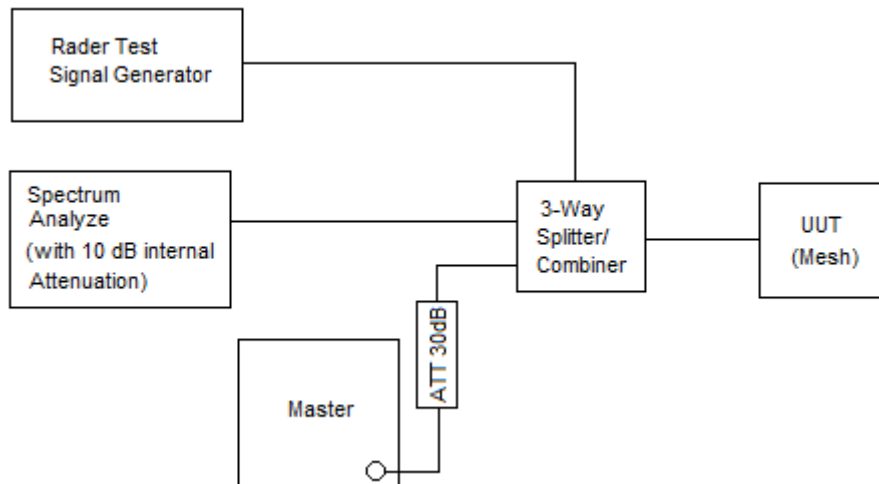 Rader Test
Signal Generator
Spectrum
Analyze
(with 10 dB internal
Attenuation)
3-Way
Splitter/
Combiner
UUT
(Mesh)
ATT 30dB
Master